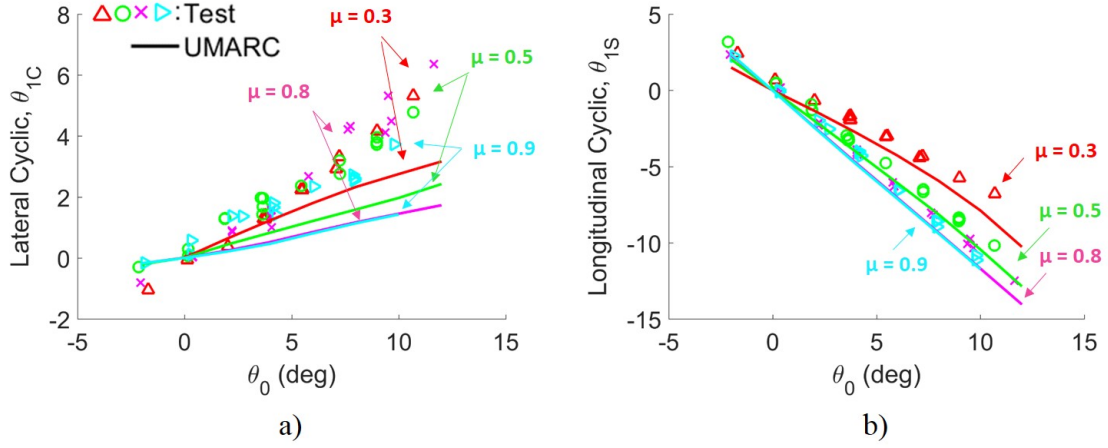 : Test
UMARC
μ = 0.3
μ = 0.5
μ = 0.8
μ = 0.9
Lateral Cyclic, θ1C
8
6
4
2
0
-2
-5
0
5
10
15
θ0 (deg)
a)
Longitudinal Cyclic, θ1S
5
0
-5
-10
-15
μ = 0.3
μ = 0.5
μ = 0.9
μ = 0.8
-5
0
5
10
15
θ0 (deg)
b)